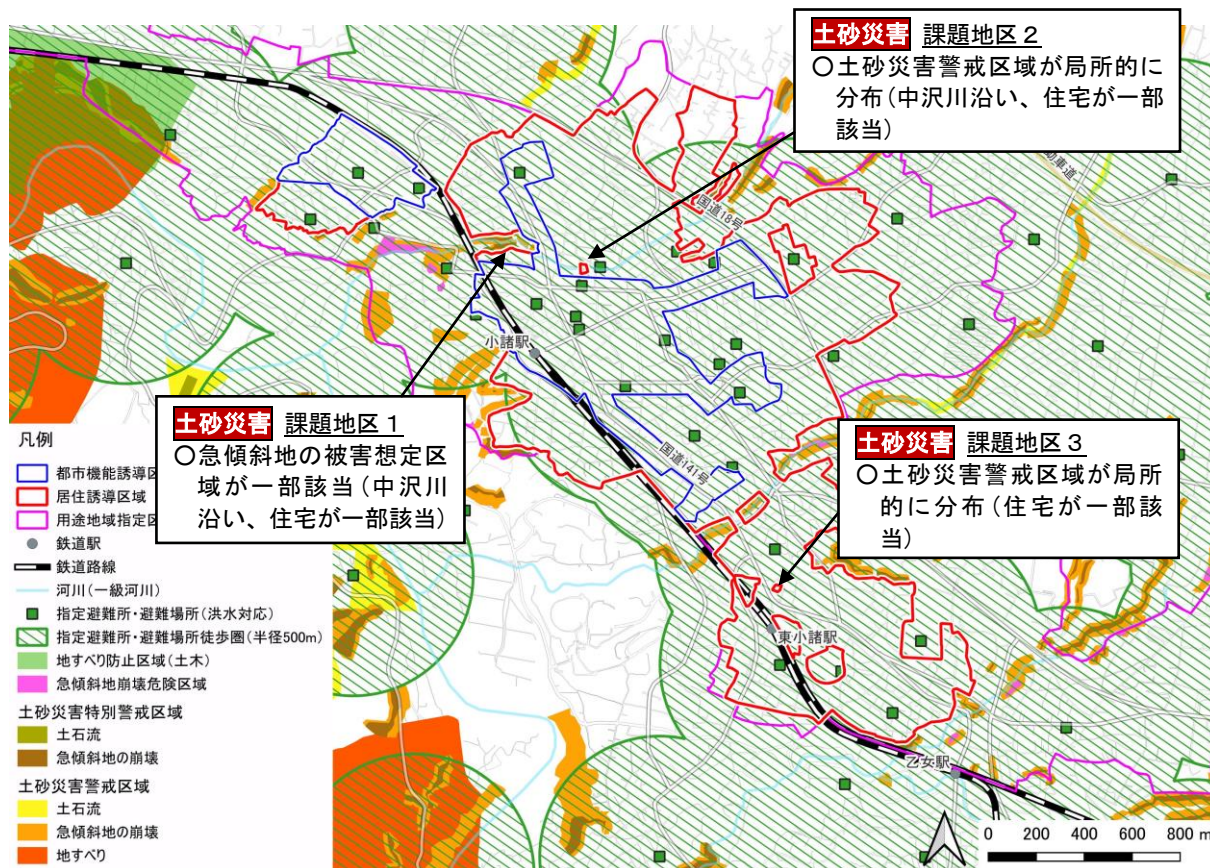 土砂災害 課題地区２
○土砂災害警戒区域が局所的に
分布（中沢川沿い、住宅が一部
該当）
動車道
国道18号
小諸駅
土砂災害 課題地区１
○急傾斜地の被害想定区
域が一部該当（中沢川
沿い、住宅が一部該当）
国道141号
土砂災害 課題地区３
○土砂災害警戒区域が局所
的に分布（住宅が一部該
当）
東小諸駅
乙女駅
凡例
都市機能誘導区
居住誘導区域
用途地域指定区
鉄道駅
鉄道路線
河川（一級河川）
指定避難所・避難場所（洪水対応）
指定避難所・避難場所徒歩圏（半径500m）
地すべり防止区域（土木）
急傾斜地崩壊危険区域
土砂災害特別警戒区域
土石流
急傾斜地の崩壊
土砂災害警戒区域
土石流
急傾斜地の崩壊
地すべり
0 200 400 600 800 m